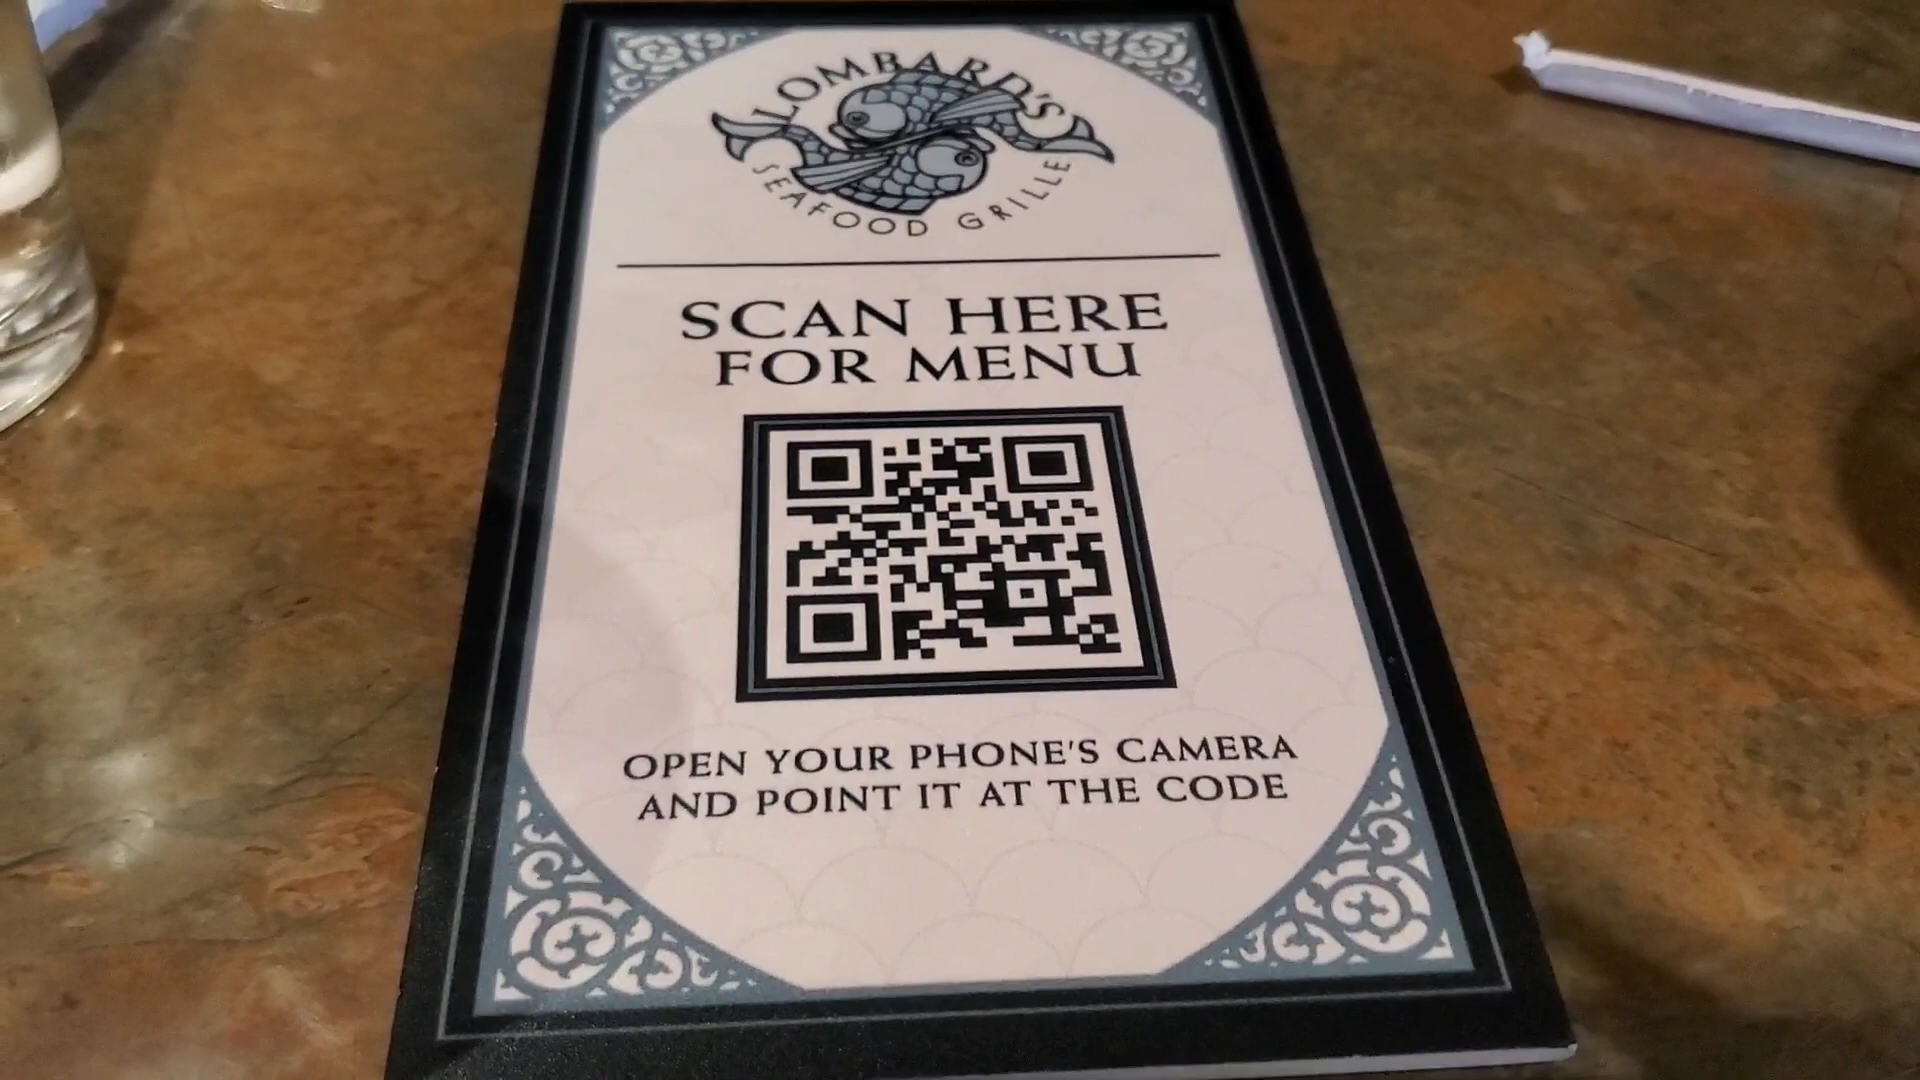 LOMBARD'S
SEAFOOD GRILLE
SCAN HERE
FOR MENU
OPEN YOUR PHONE'S CAMERA
AND POINT IT AT THE CODE